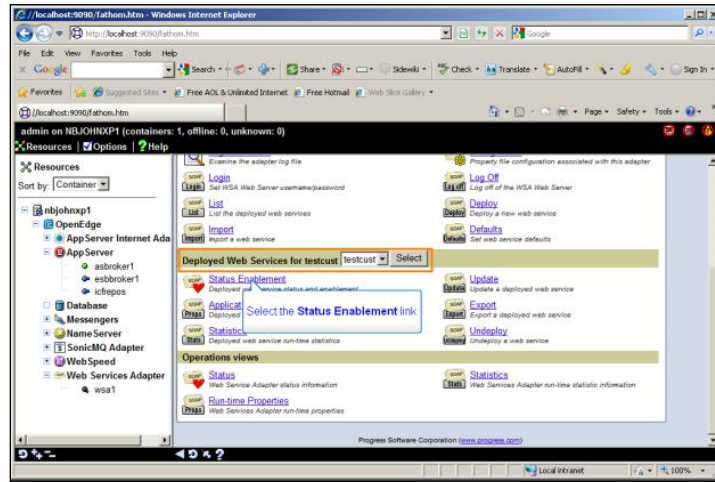 //localhost:9090/fathom.htm - Windows Internet Explorer
http://localhost:9090/fathom.htm
Google
File Edit View Favorites Tools Help
Google Search Share Sidewiki Check Translate AutoFill Sign In
Favorites Suggested Sites Free AOL & Unlimited Internet Free Hotmail Web Slice Gallery
//localhost:9090/fathom.htm
Page Safety Tools
admin on NBJOHNXP1 (containers: 1, offline: 0, unknown: 0)
Resources | Options | ? Help
Resources
Sort by: Container
nbjohnxp1
OpenEdge
AppServer Internet Ada
AppServer
asbroker1
esbbroker1
icfrepos
Database
Messengers
NameServer
SonicMQ Adapter
WebSpeed
Web Services Adapter
wsa1
Examine the adapter log file
Property file configuration associated with this adapter
Login
Set WSA Web Server username/password
Log Off
Log off of the WSA Web Server
List
List the deployed web services
Deploy
Deploy a new web service
Import
Import a web service
Defaults
Set web service defaults
Deployed Web Services for testcust testcust Select
Status Enablement
Deployed web service status and enablement
Update
Update a deployed web service
Applicat
Deployed
Export
Export a deployed web service
Select the Status Enablement link
Statistics
Deployed web service run-time statistics
Undeploy
Undeploy a web service
Operations views
Status
Web Service Adapter status information
Statistics
Web Services Adapter run-time statistic information
Run-time Properties
Web Services Adapter run-time properties
Progress Software Corporation (www.progress.com)
Local intranet 100%